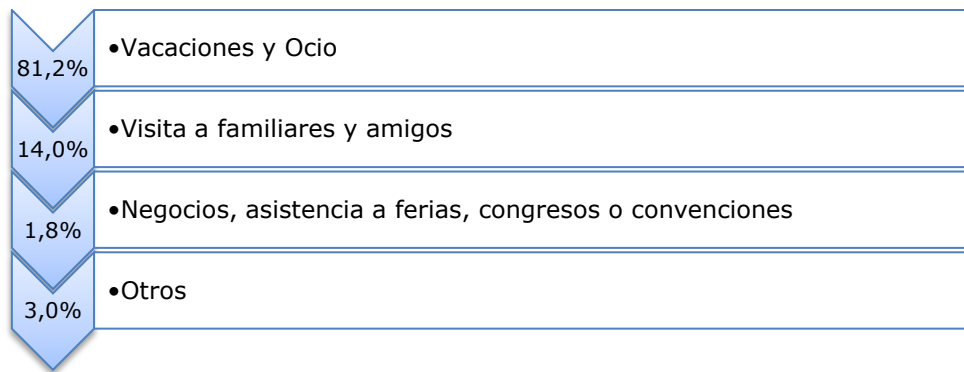 81,2%
•Vacaciones y Ocio
14,0%
•Visita a familiares y amigos
1,8%
•Negocios, asistencia a ferias, congresos o convenciones
3,0%
•Otros